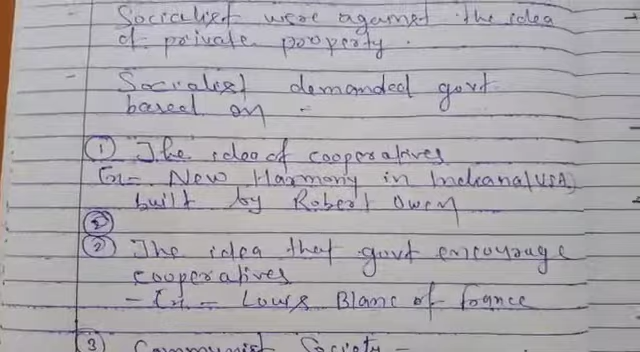 - Socialist were against the idea
of private property.
- Socialist demanded govt
based on -
① The idea of cooperatives
Ex- New Harmony in Indiana (USA)
built by Robert Owen
②
② The idea that govt encourage
cooperatives
- Ex. - Louis Blanc of france
③ Communist Society -